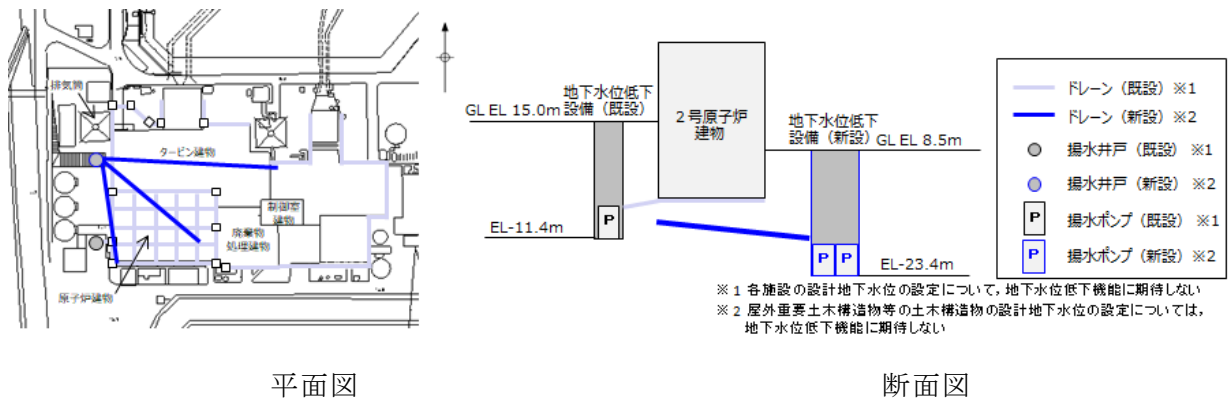 排気筒
タービン建物
制御室
建物
廃棄物
処理建物
原子炉建物
地下水位低下
設備（既設）
GL EL 15.0m
２号原子炉
建物
地下水位低下
設備（新設）
GL EL 8.5m
P
EL-11.4m
P P
EL-23.4m
ドレーン（既設）※1
ドレーン（新設）※2
揚水井戸（既設）※1
揚水井戸（新設）※2
P 揚水ポンプ（既設）※1
P 揚水ポンプ（新設）※2
※１ 各施設の設計地下水位の設定について，地下水位低下機能に期待しない
※２ 屋外重要土木構造物等の土木構造物の設計地下水位の設定については，
地下水位低下機能に期待しない
平面図
断面図